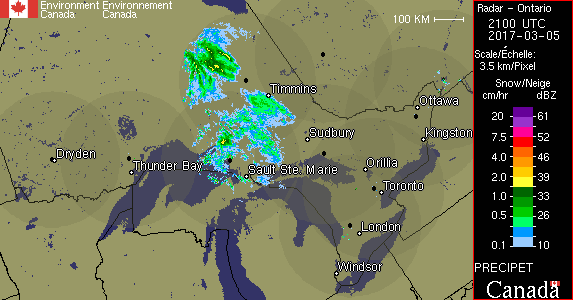 Environment Environnement
Canada Canada
100 KM
Radar - Ontario
2100 UTC
2017-03-05
Scale/Échelle:
3.5 km/Pixel
Snow/Neige
cm/hr dBZ
20 61
7.5 57
5.5 52
4.0 46
2.0 39
1.0 33
0.5 26
0.1 10
PRECIPET
Canada
Timmins
Ottawa
Sudbury
Kingston
Dryden
Thunder Bay
Sault Ste. Marie
Orillia
Toronto
London
Windsor